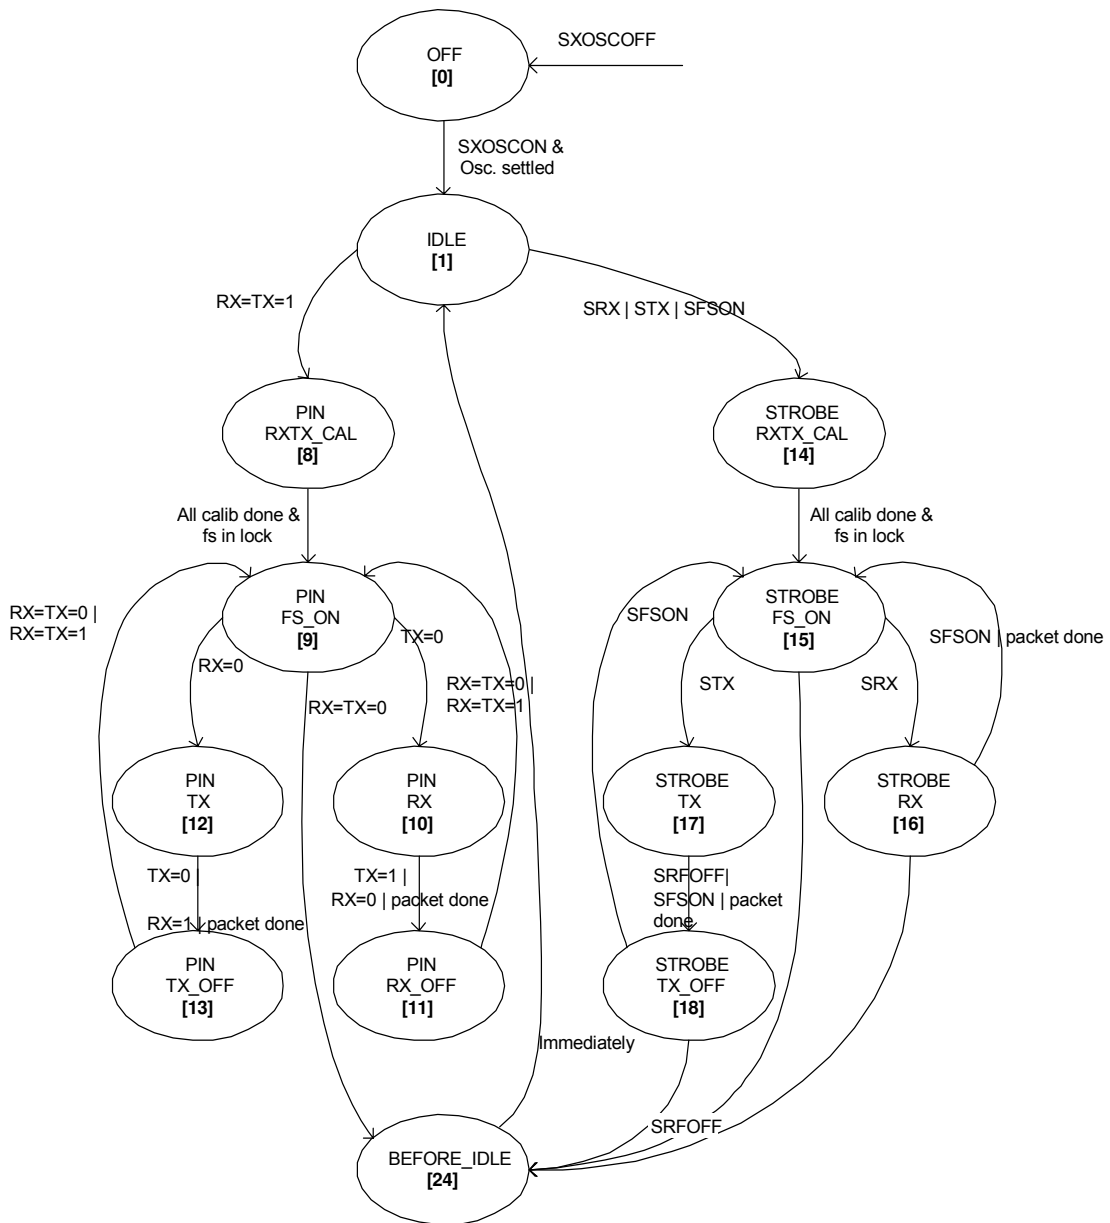 SXOSCOFF
OFF
[0]
SXOSCON &
Osc. settled
IDLE
[1]
RX=TX=1
SRX | STX | SFSON
PIN
RXTX_CAL
[8]
STROBE
RXTX_CAL
[14]
All calib done &
fs in lock
All calib done &
fs in lock
RX=TX=0 |
RX=TX=1
PIN
FS_ON
[9]
TX=0
RX=0
RX=TX=0
RX=TX=0 |
RX=TX=1
SFSON
STROBE
FS_ON
[15]
SFSON | packet done
STX
SRX
PIN
TX
[12]
PIN
RX
[10]
STROBE
TX
[17]
STROBE
RX
[16]
TX=0 |
RX=1 | packet done
TX=1 |
RX=0 | packet done
SRFOFF|
SFSON | packet
done
PIN
TX_OFF
[13]
PIN
RX_OFF
[11]
STROBE
TX_OFF
[18]
Immediately
SRFOFF
BEFORE_IDLE
[24]